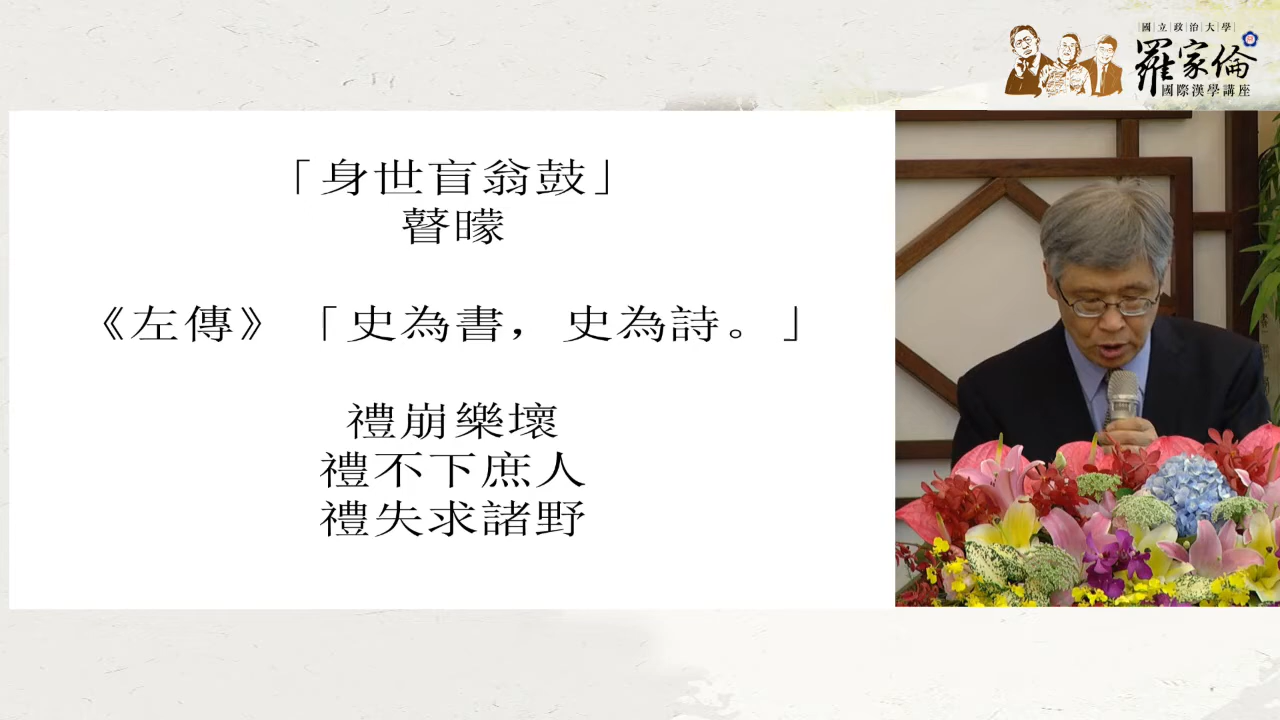 國立政治大學
羅家倫
國際漢學講座
「身世盲翁鼓」
瞽矇
《左傳》「史為書，史為詩。」
禮崩樂壞
禮不下庶人
禮失求諸野